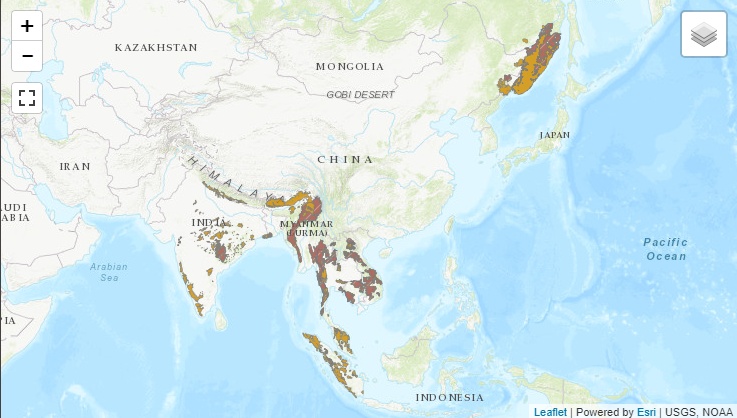 +
−
KAZAKHSTAN
MONGOLIA
GOBI DESERT
JAPAN
CHINA
IRAN
HIMALAYA
AUDI
ABIA
INDIA
MYANMAR
(BURMA)
Pacific
Ocean
Arabian
Sea
IA
INDONESIA
Leaflet | Powered by Esri | USGS, NOAA